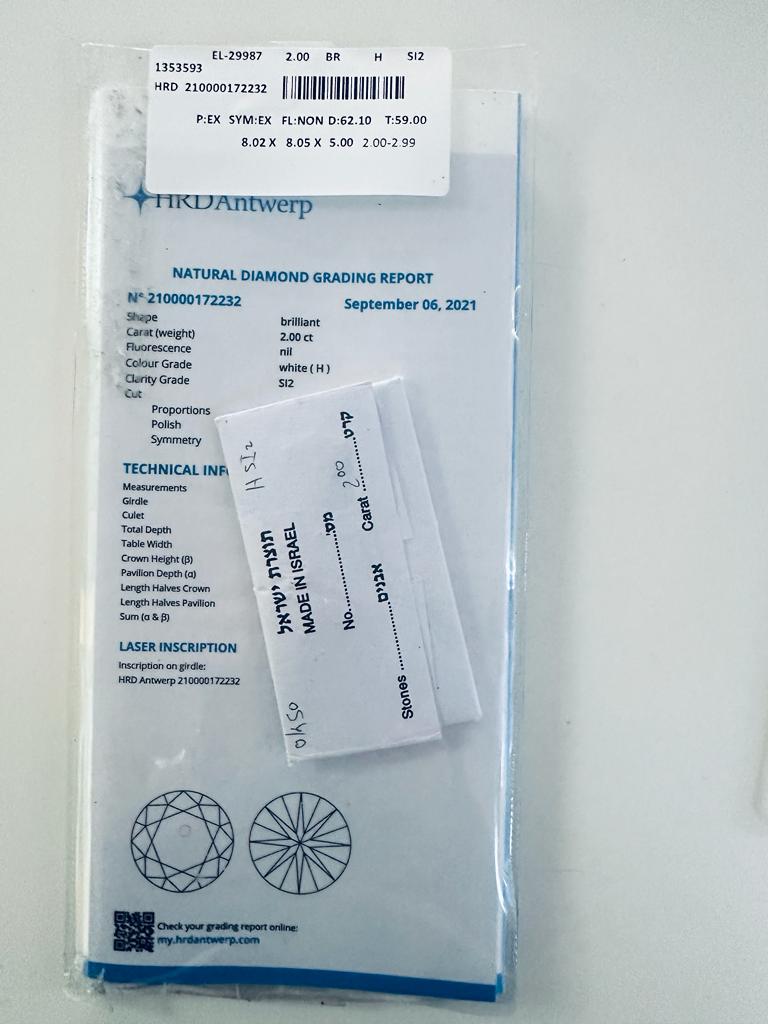 EL-29987 2.00 BR H SI2
1353593
HRD 210000172232
P:EX SYM:EX FL:NON D:62.10 T:59.00
8.02 X 8.05 X 5.00 2.00-2.99
HRD Antwerp
NATURAL DIAMOND GRADING REPORT
N° 210000172232 September 06, 2021
Shape brilliant
Carat (weight) 2.00 ct
Fluorescence nil
Colour Grade white ( H )
Clarity Grade SI2
Cut
Proportions
Polish
Symmetry
TECHNICAL INF
Measurements
Girdle
Culet
Total Depth
Table Width
Crown Height (β)
Pavilion Depth (α)
Length Halves Crown
Length Halves Pavilion
Sum (α & β)
LASER INSCRIPTION
Inscription on girdle:
HRD Antwerp 210000172232
H SI2
תוצרת ישראל
MADE IN ISRAEL
No.................מס׳
Stones ................אבנים Carat ..200..........קרט
Check your grading report online:
my.hrdantwerp.com